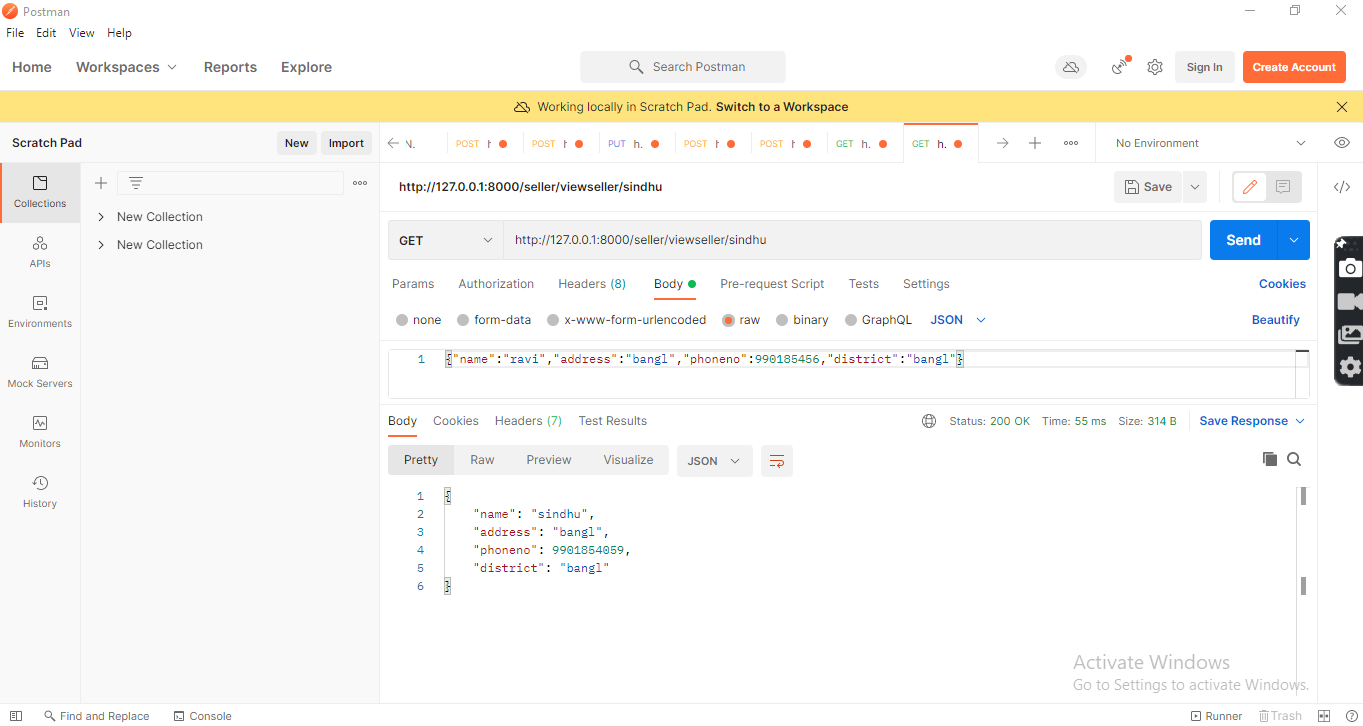 Postman
File Edit View Help
Home Workspaces Reports Explore Search Postman Sign In Create Account
Working locally in Scratch Pad. Switch to a Workspace
Scratch Pad New Import
N. POST POST PUT h. POST POST GET h. GET h. No Environment
Collections
APIs
Environments
Mock Servers
Monitors
History
New Collection
New Collection
http://127.0.0.1:8000/seller/viewseller/sindhu Save
GET http://127.0.0.1:8000/seller/viewseller/sindhu Send
Params Authorization Headers (8) Body Pre-request Script Tests Settings Cookies
none form-data x-www-form-urlencoded raw binary GraphQL JSON Beautify
1 {"name":"ravi","address":"bangl","phoneno":990185456,"district":"bangl"}
Body Cookies Headers (7) Test Results Status: 200 OK Time: 55 ms Size: 314 B Save Response
Pretty Raw Preview Visualize JSON
1 {
2 "name": "sindhu",
3 "address": "bangl",
4 "phoneno": 9901854059,
5 "district": "bangl"
6 }
Activate Windows
Go to Settings to activate Windows.
Find and Replace Console Runner Trash